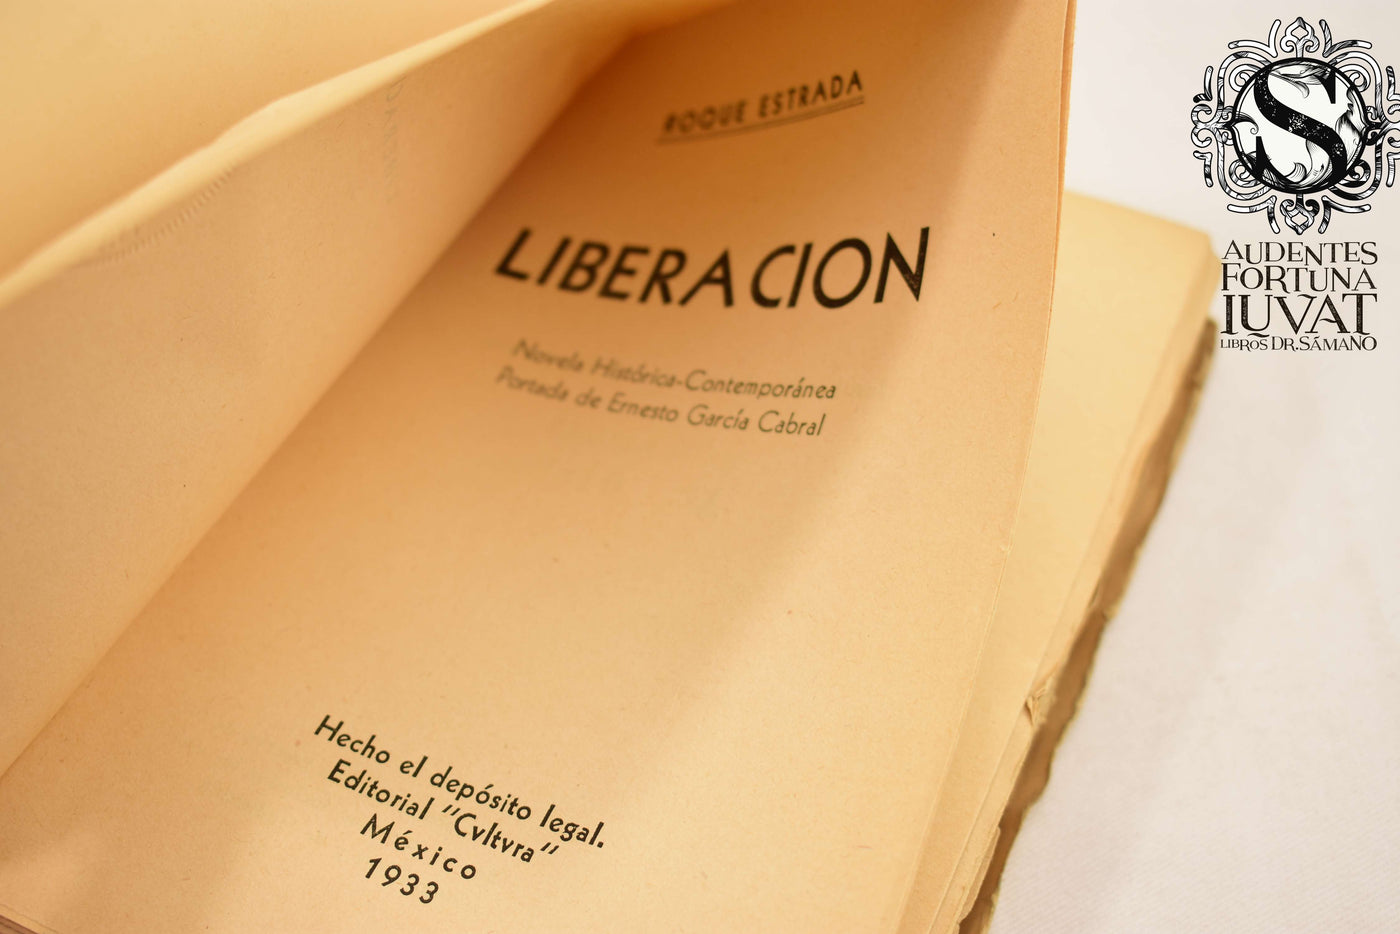 ROQUE ESTRADA
LIBERACION
Novela Histórica-Contemporánea
Portada de Ernesto García Cabral
Hecho el depósito legal.
Editorial "Cvltvra"
México
1933
S
AUDENTES
FORTUNA
IUVAT
LIBROS DR. SÁMANO